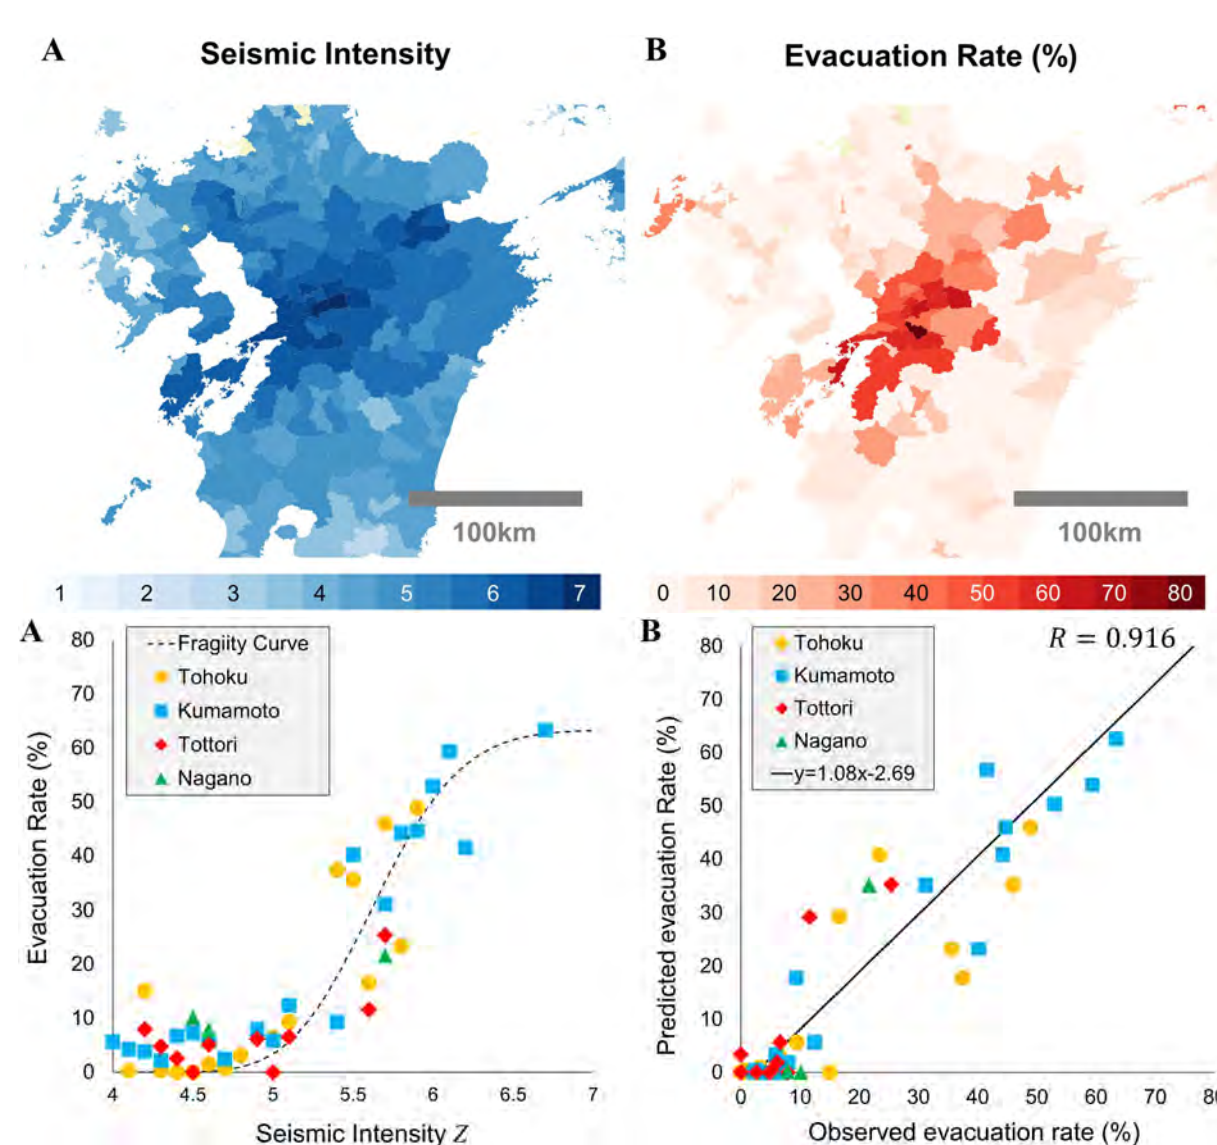 A
Seismic Intensity
B
Evacuation Rate (%)
100km
100km
1 2 3 4 5 6 7
0 10 20 30 40 50 60 70 80
A
Evacuation Rate (%)
80
70
60
50
40
30
20
10
0
Fragiity Curve
Tohoku
Kumamoto
Tottori
Nagano
4 4.5 5 5.5 6 6.5 7
Seismic Intensity Z
B
Predicted evacuation Rate (%)
80
70
60
50
40
30
20
10
0
Tohoku
Kumamoto
Tottori
Nagano
y=1.08x-2.69
R = 0.916
0 10 20 30 40 50 60 70 80
Observed evacuation rate (%)